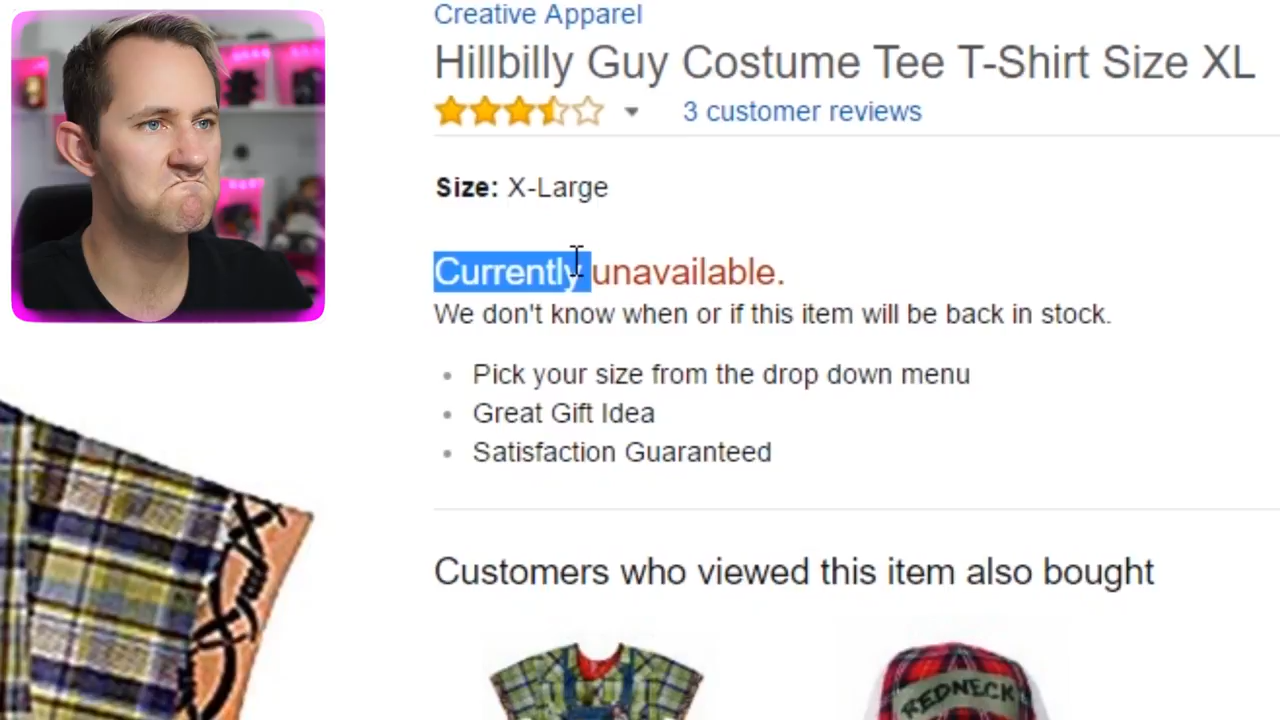 Creative Apparel
Hillbilly Guy Costume Tee T-Shirt Size XL
3 customer reviews
Size: X-Large
Currently unavailable.
We don't know when or if this item will be back in stock.
Pick your size from the drop down menu
Great Gift Idea
Satisfaction Guaranteed
Customers who viewed this item also bought
REDNECK